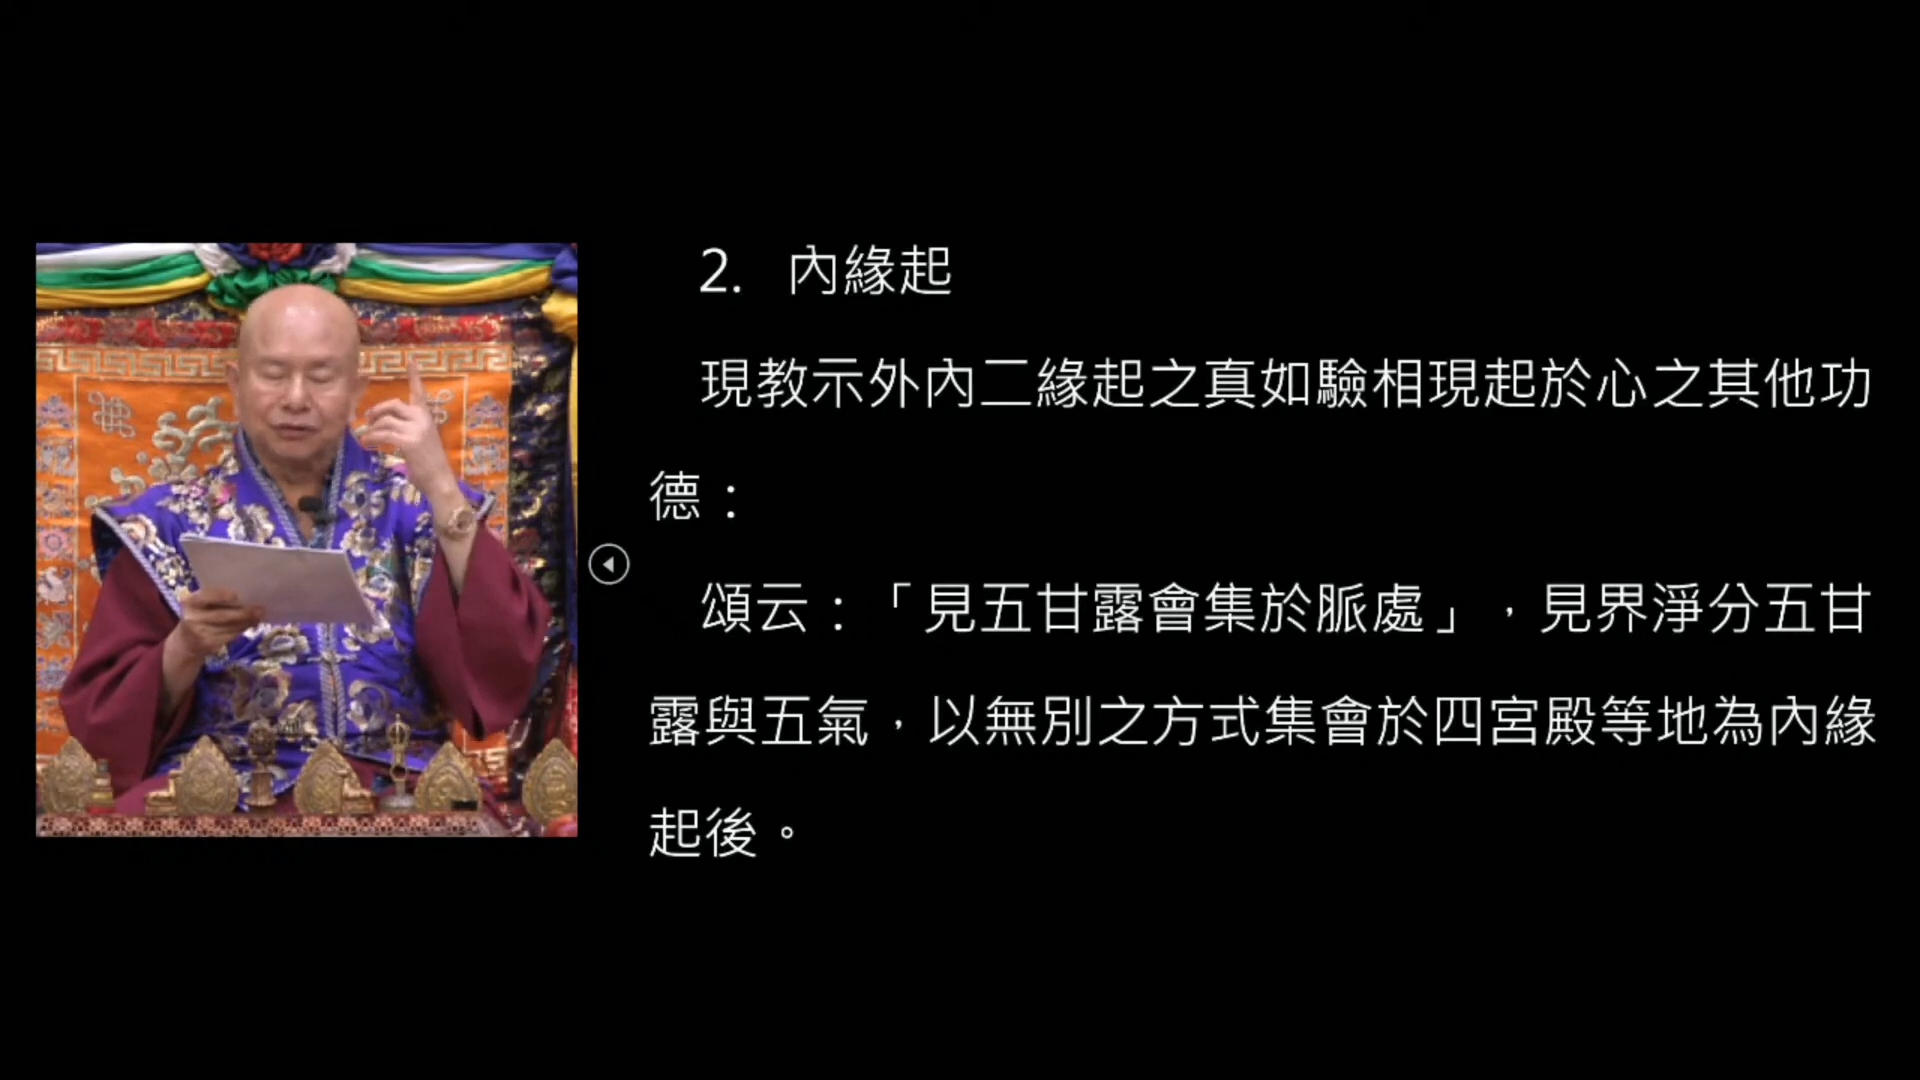 2. 內緣起
現教示外內二緣起之真如驗相現起於心之其他功
德：
頌云：「見五甘露會集於脈處」，見界淨分五甘
露與五氣，以無別之方式集會於四宮殿等地為內緣
起後。